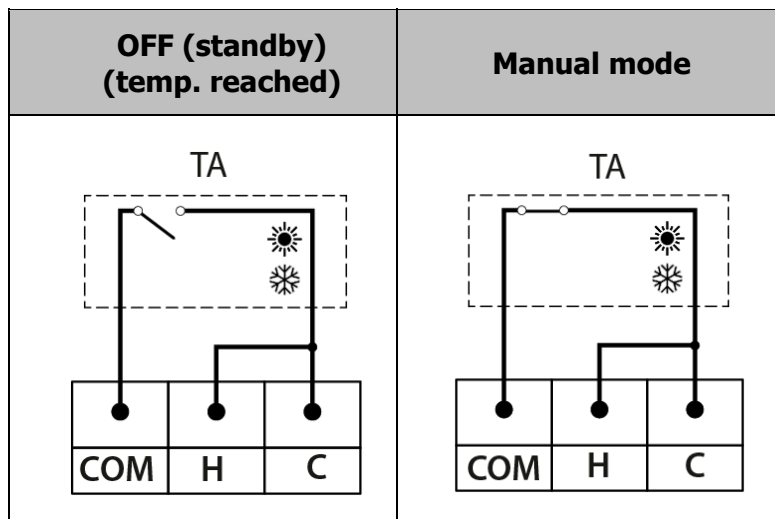 OFF (standby)
(temp. reached)
Manual mode
TA
TA
COM H C
COM H C